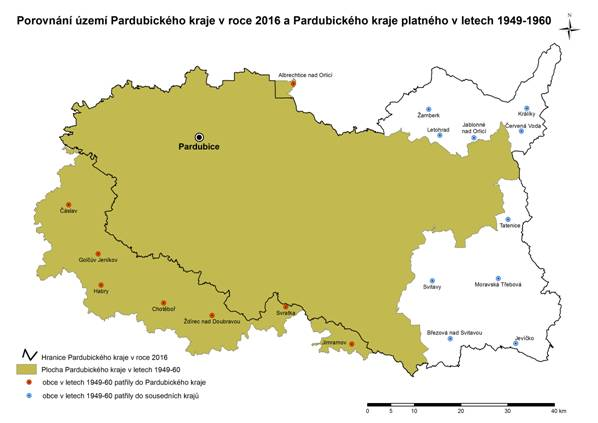 Porovnání území Pardubického kraje v roce 2016 a Pardubického kraje platného v letech 1949-1960
N
Albrechtice nad Orlicí
Žamberk
Králíky
Letohrad
Jablonné
nad Orlicí
Červená Voda
Pardubice
Čáslav
Tatenice
Golčův Jeníkov
Habry
Svitavy
Moravská Třebová
Chotěboř
Svratka
Ždírec nad Doubravou
Březová nad Svitavou
Jevíčko
Jimramov
Hranice Pardubického kraje v roce 2016
Plocha Pardubického kraje v letech 1949-60
obce v letech 1949-60 patřily do Pardubického kraje
obce v letech 1949-60 patřily do sousedních krajů
0 5 10 20 30 40 km